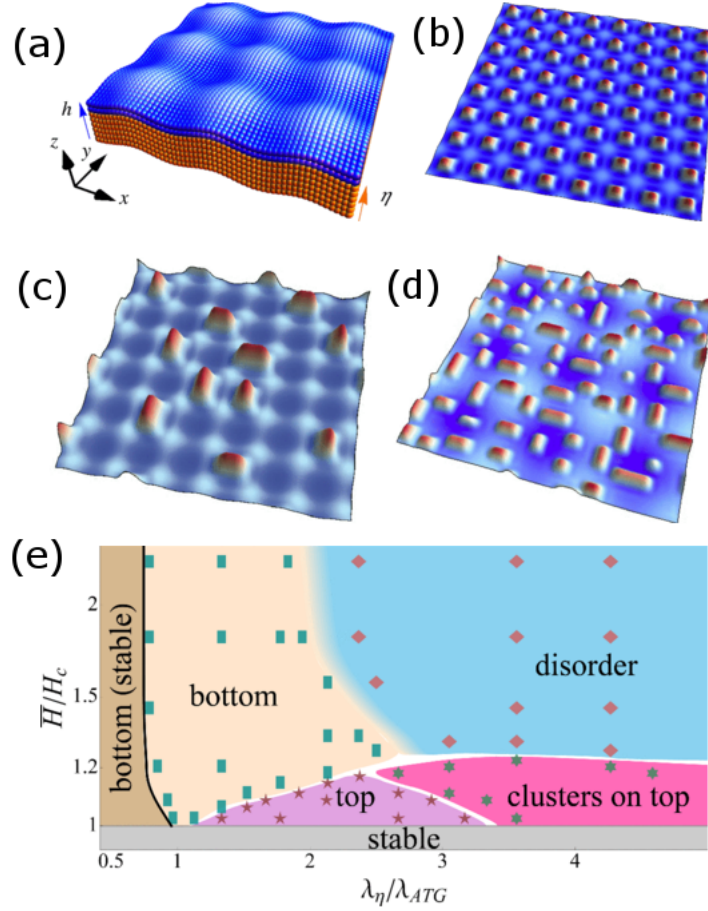 (a)
(b)
h
z
y
x
η
(c)
(d)
(e)
H̅/H_c
2
1.5
1.2
1
bottom (stable)
bottom
disorder
top
clusters on top
stable
0.5 1 2 3 4
λ_η/λ_ATG